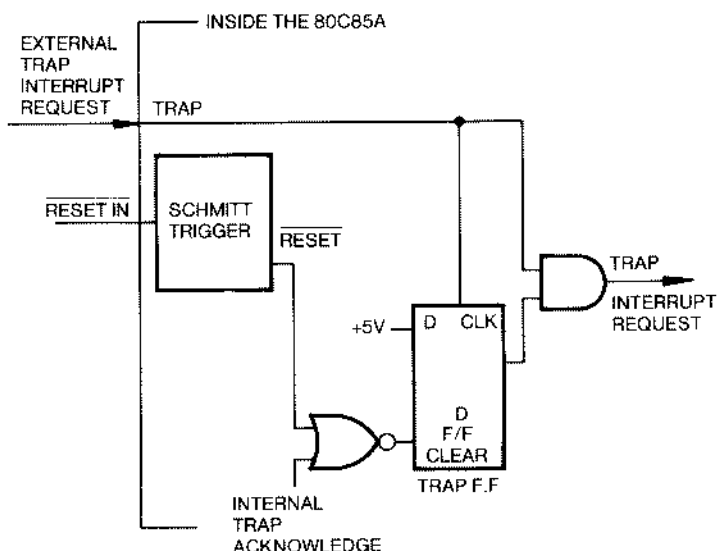 INSIDE THE 80C85A
EXTERNAL
TRAP
INTERRUPT
REQUEST
TRAP
RESET IN
SCHMITT
TRIGGER
RESET
TRAP
INTERRUPT
REQUEST
+5V
D CLK
D
F/F
CLEAR
TRAP F.F
INTERNAL
TRAP
ACKNOWLEDGE